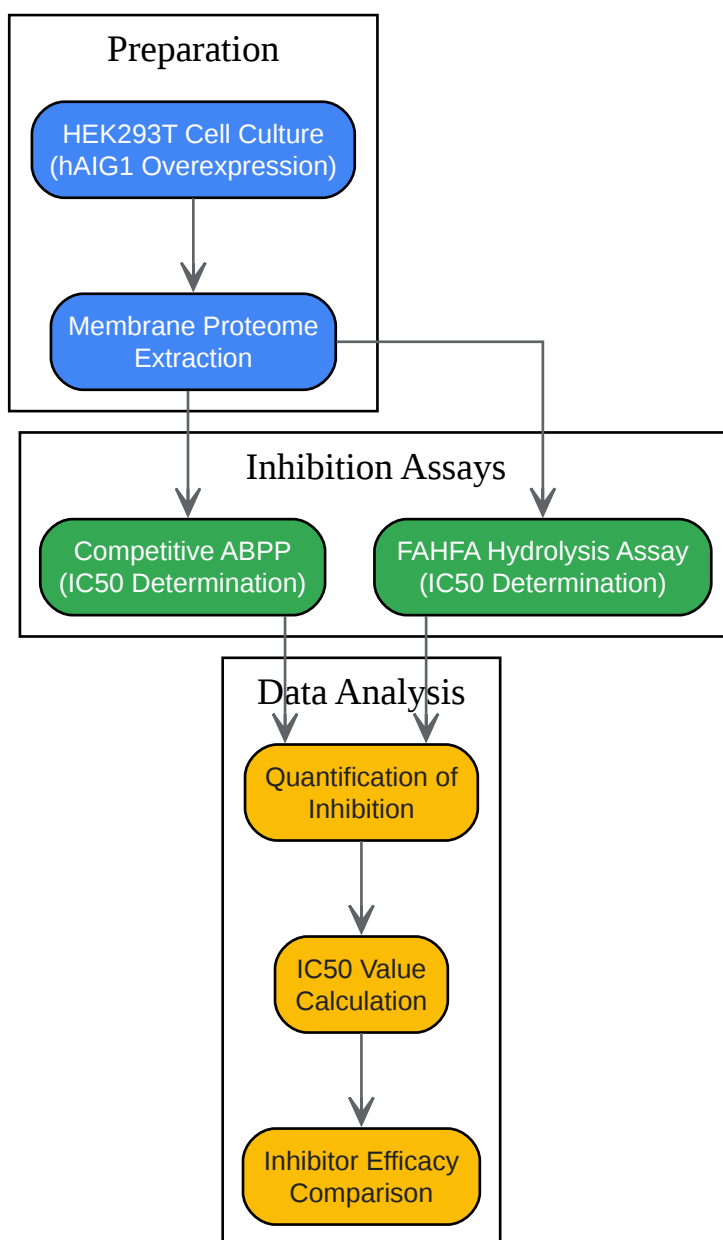 Preparation
HEK293T Cell Culture
(hAIG1 Overexpression)
Membrane Proteome
Extraction
Inhibition Assays
Competitive ABPP
(IC50 Determination)
FAHFA Hydrolysis Assay
(IC50 Determination)
Data Analysis
Quantification of
Inhibition
IC50 Value
Calculation
Inhibitor Efficacy
Comparison